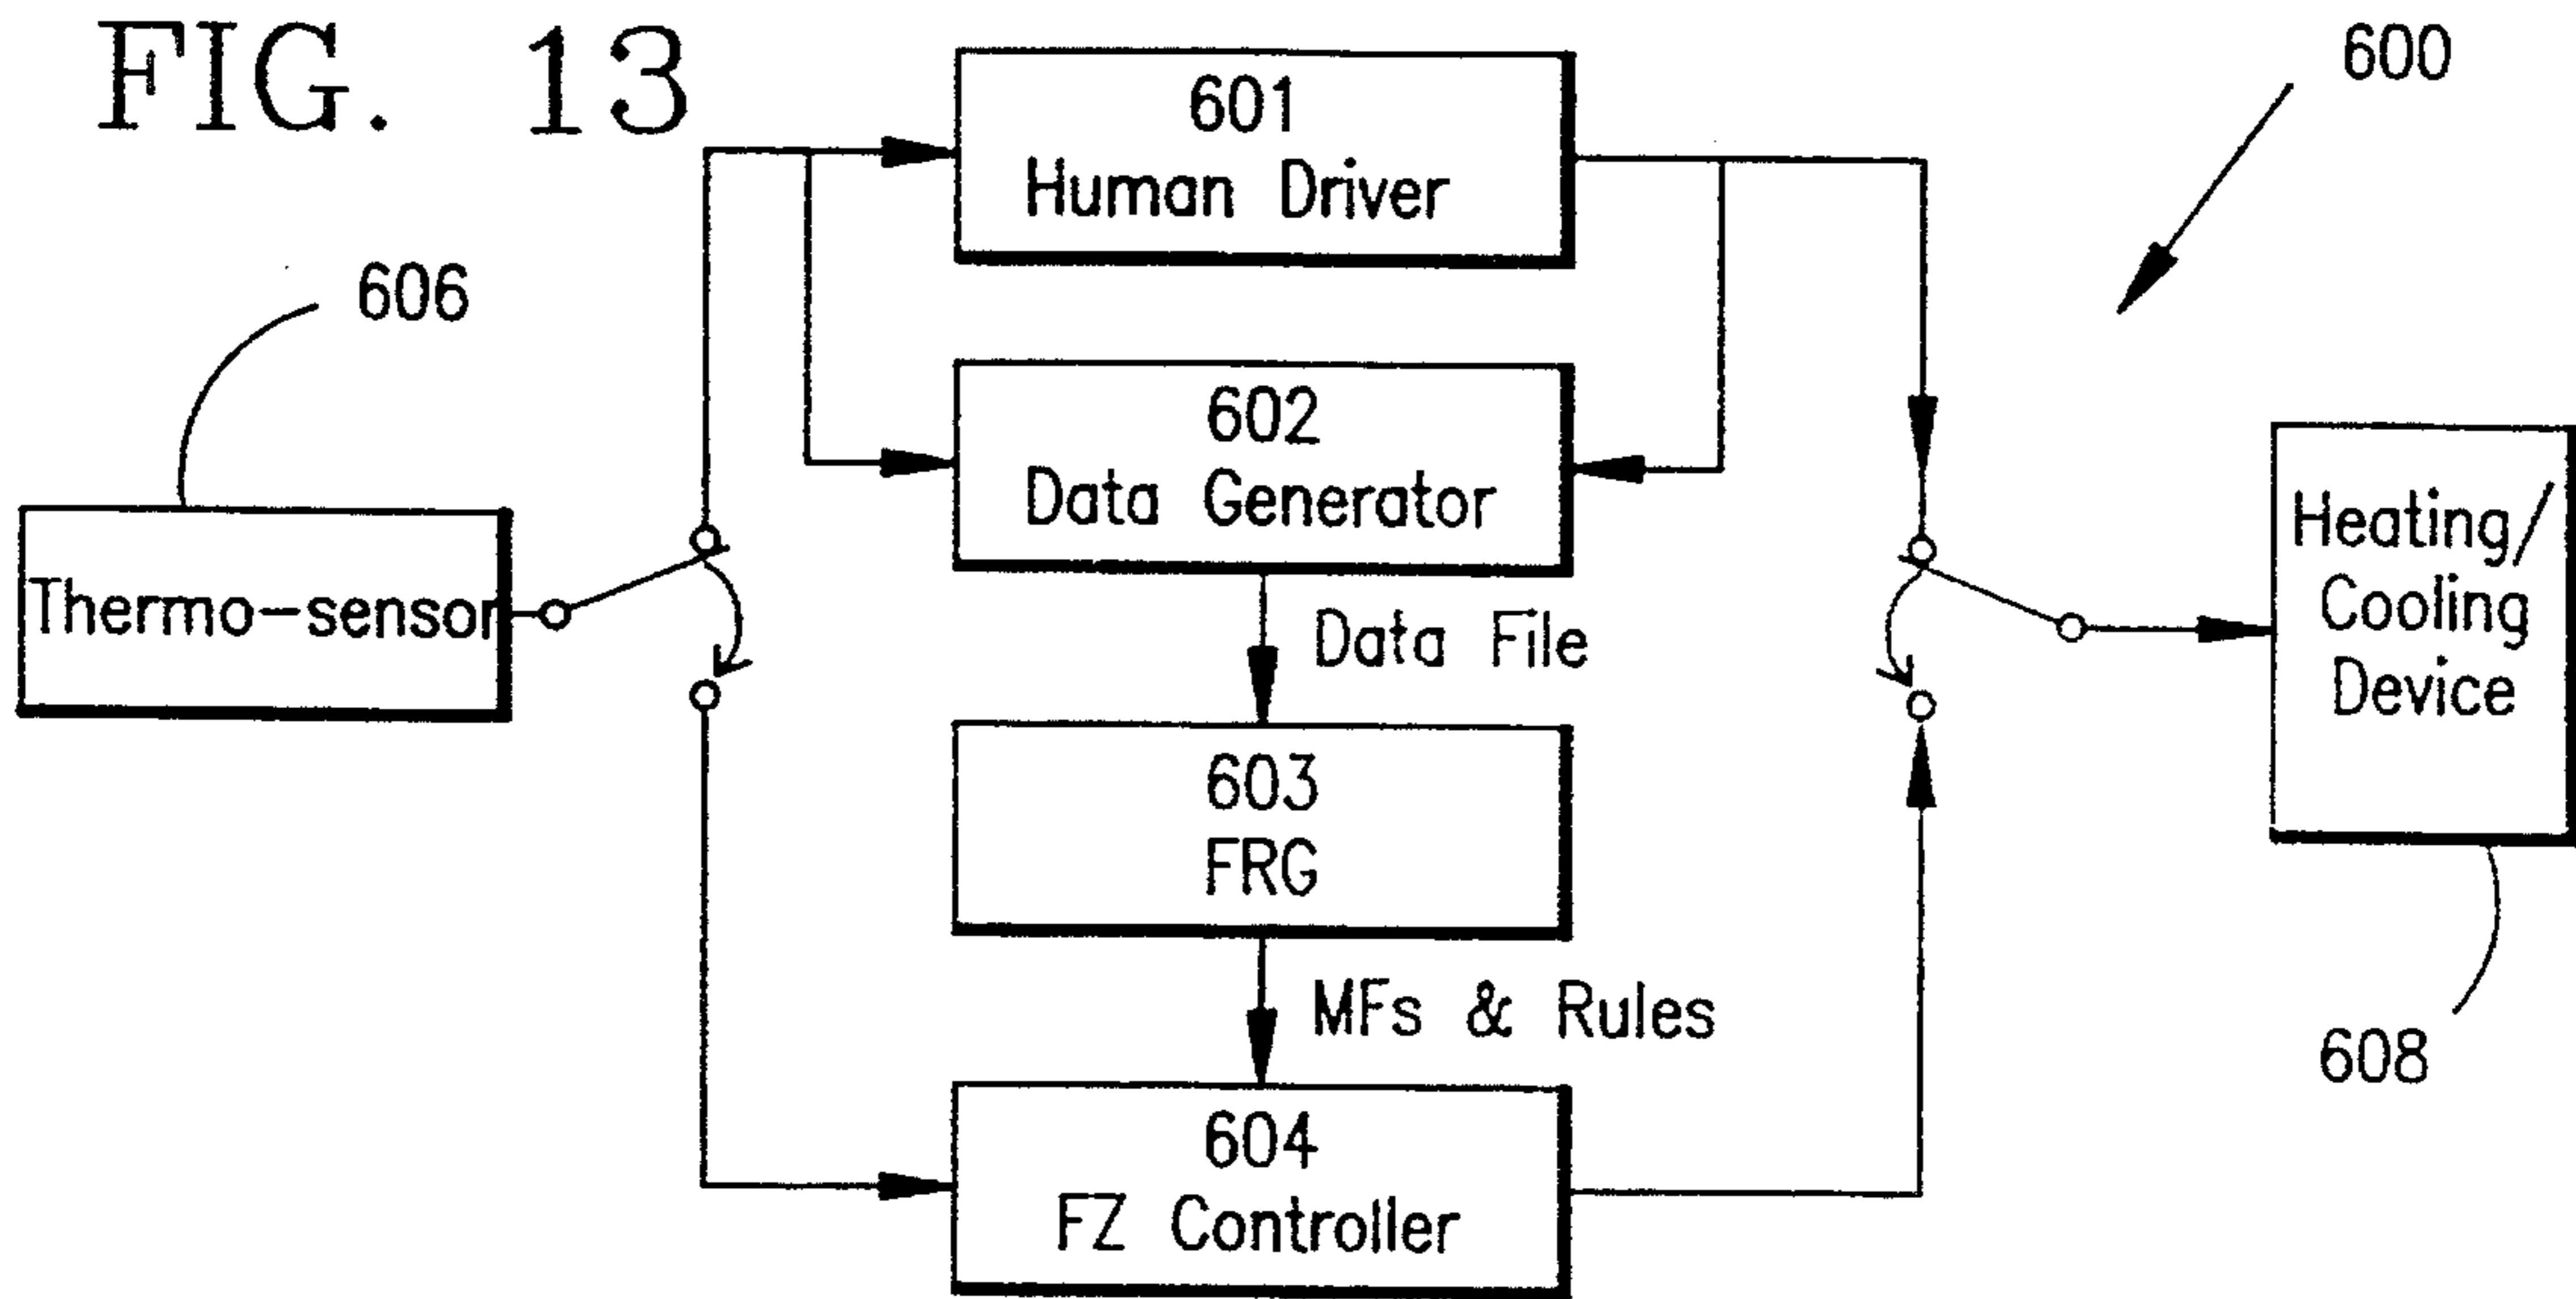 FIG. 13
600
601
Human Driver
606
602
Data Generator
Thermo-sensor
Heating/
Cooling
Device
Data File
603
FRG
MFs & Rules
608
604
FZ Controller